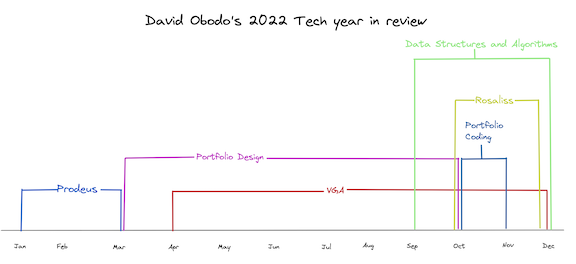 David Obodo's 2022 Tech year in review
Data Structures and Algorithms
Rosaliss
Portfolio
Coding
Portfolio Design
Prodeus
VGA
Jan Feb Mar Apr May Jun Jul Aug Sep Oct Nov Dec